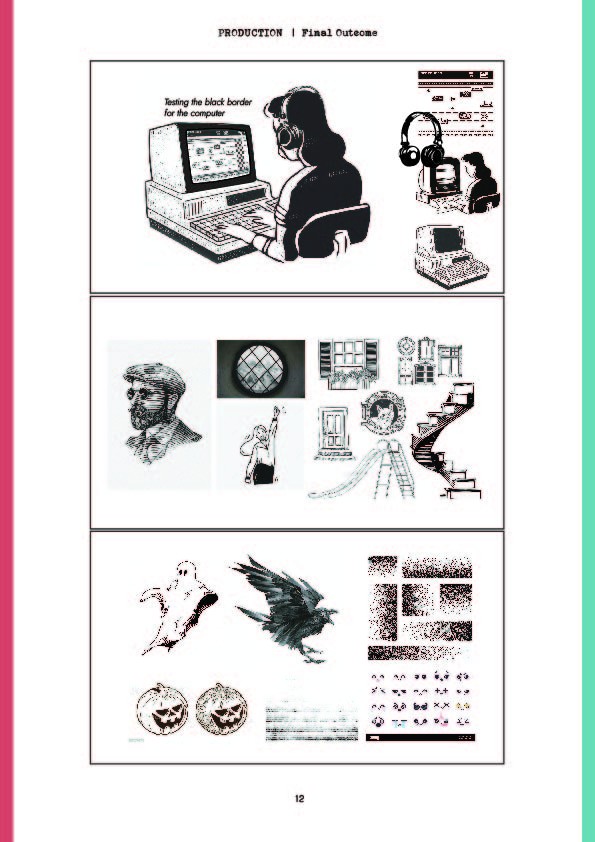 PRODUCTION | Final Outcome
Testing the black border
for the computer
12